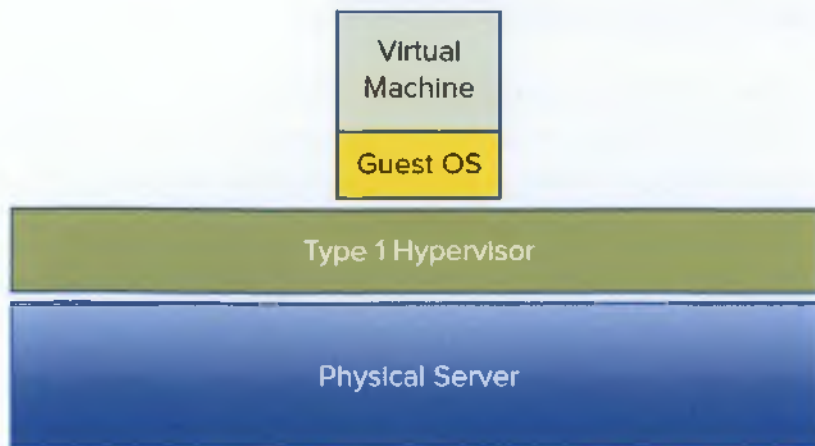 Virtual
Machine
Guest OS
Type 1 Hypervisor
Physical Server